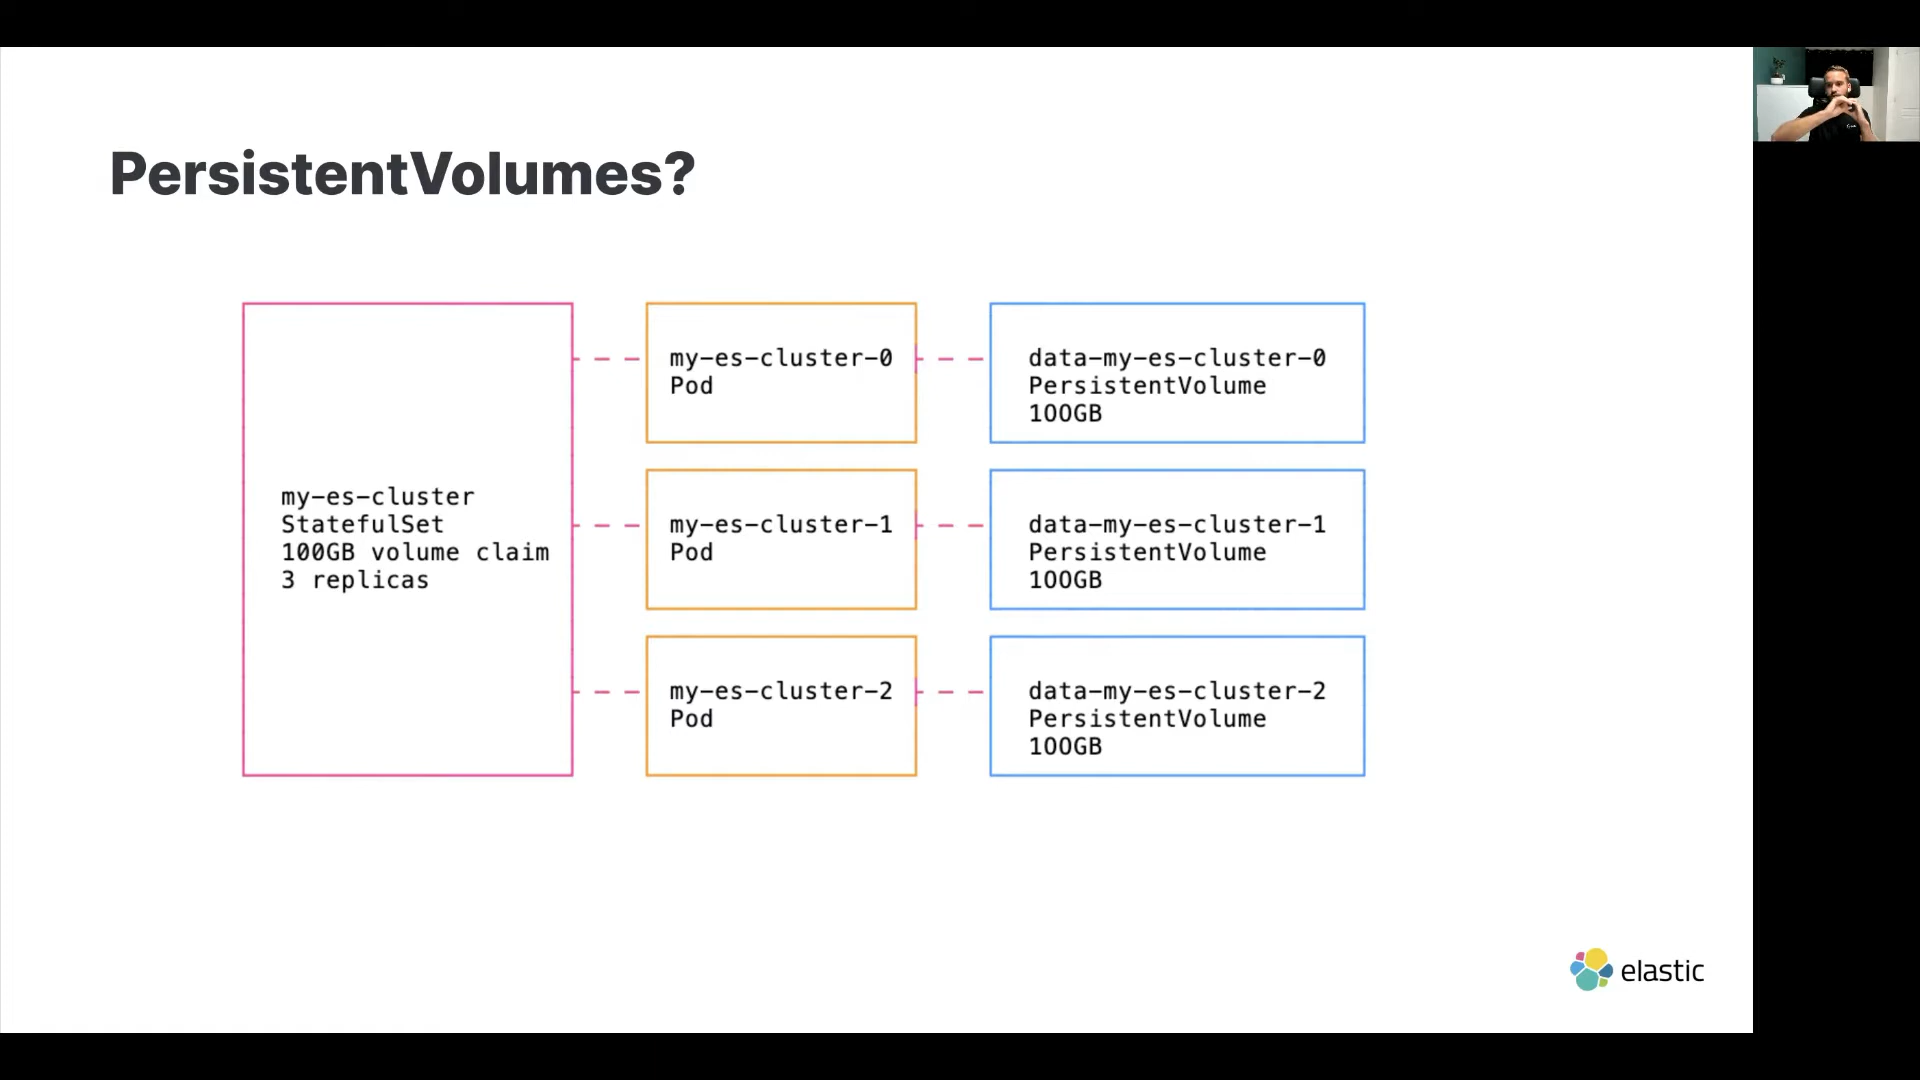 PersistentVolumes?
my-es-cluster
StatefulSet
100GB volume claim
3 replicas
my-es-cluster-0
Pod
data-my-es-cluster-0
PersistentVolume
100GB
my-es-cluster-1
Pod
data-my-es-cluster-1
PersistentVolume
100GB
my-es-cluster-2
Pod
data-my-es-cluster-2
PersistentVolume
100GB
elastic